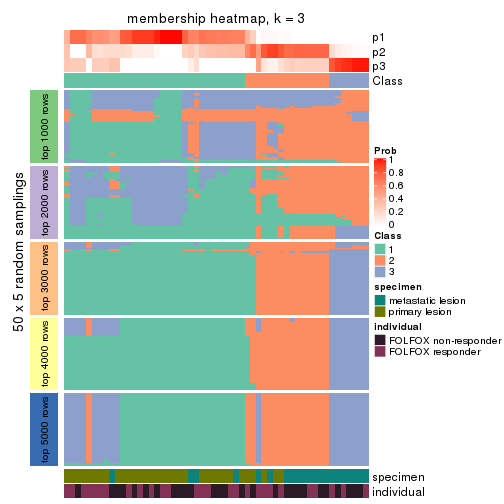 membership heatmap, k = 3
p1
p2
p3
Class
50 x 5 random samplings
top 1000 rows
top 2000 rows
top 3000 rows
top 4000 rows
top 5000 rows
specimen
individual
Prob
1
0.8
0.6
0.4
0.2
0
Class
1
2
3
specimen
metastatic lesion
primary lesion
individual
FOLFOX non-responder
FOLFOX responder